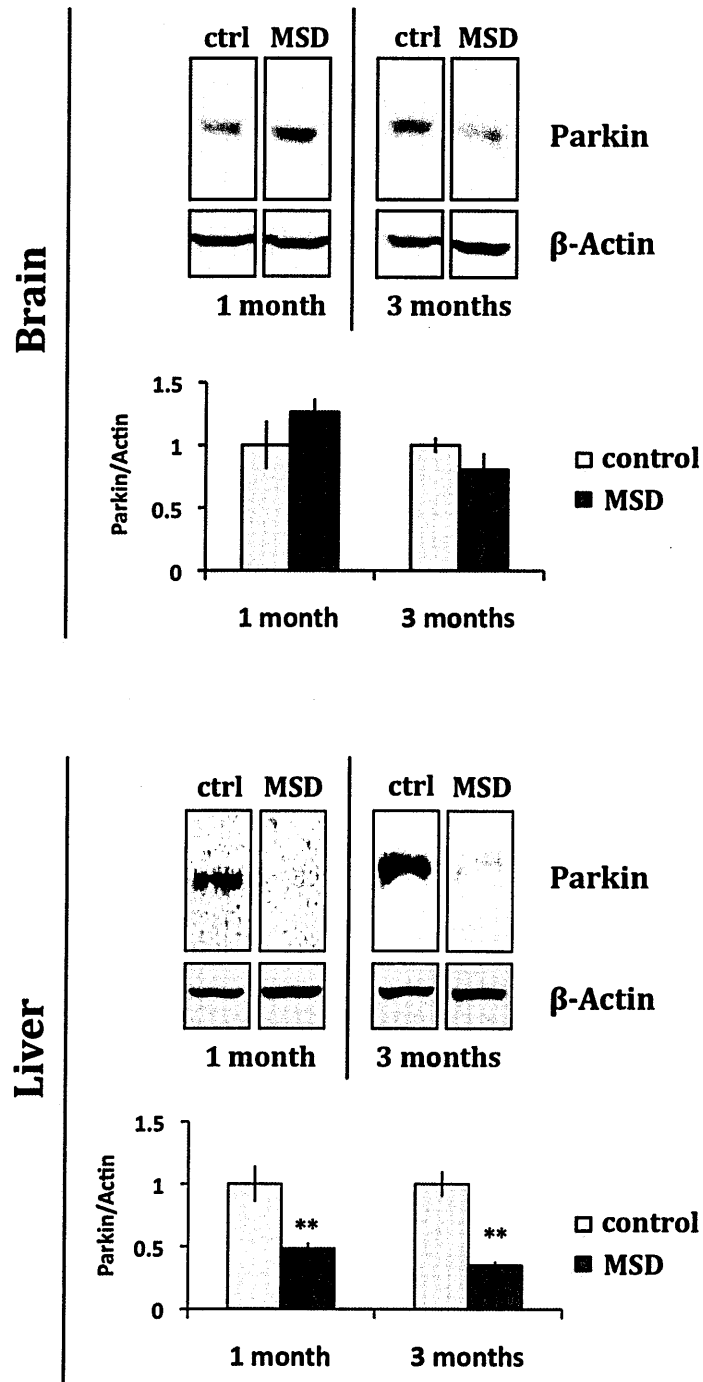 Brain
ctrl MSD ctrl MSD
Parkin
β-Actin
1 month 3 months
Parkin/Actin
1.5
1
0.5
0
control
MSD
1 month 3 months
Liver
ctrl MSD ctrl MSD
Parkin
β-Actin
1 month 3 months
Parkin/Actin
1.5
1
0.5
0
** **
control
MSD
1 month 3 months